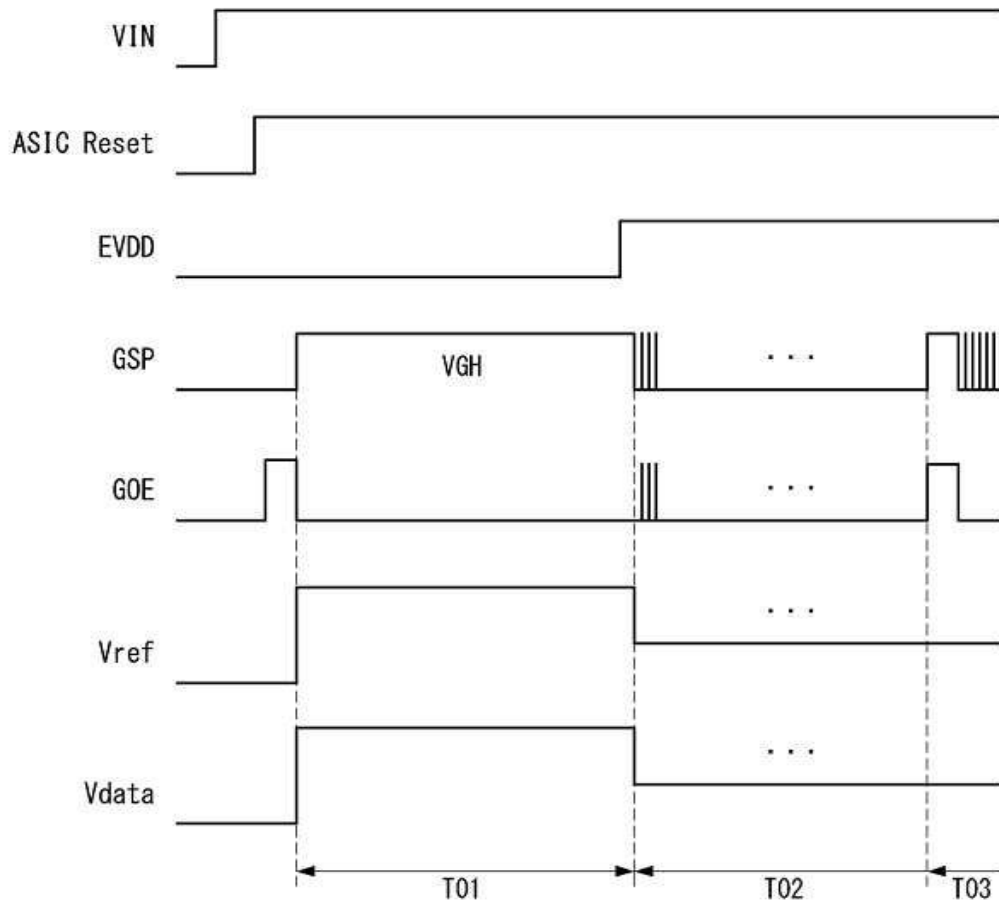 VIN
ASIC Reset
EVDD
GSP
VGH
. . .
GOE
. . .
Vref
. . .
Vdata
. . .
T01
T02
T03